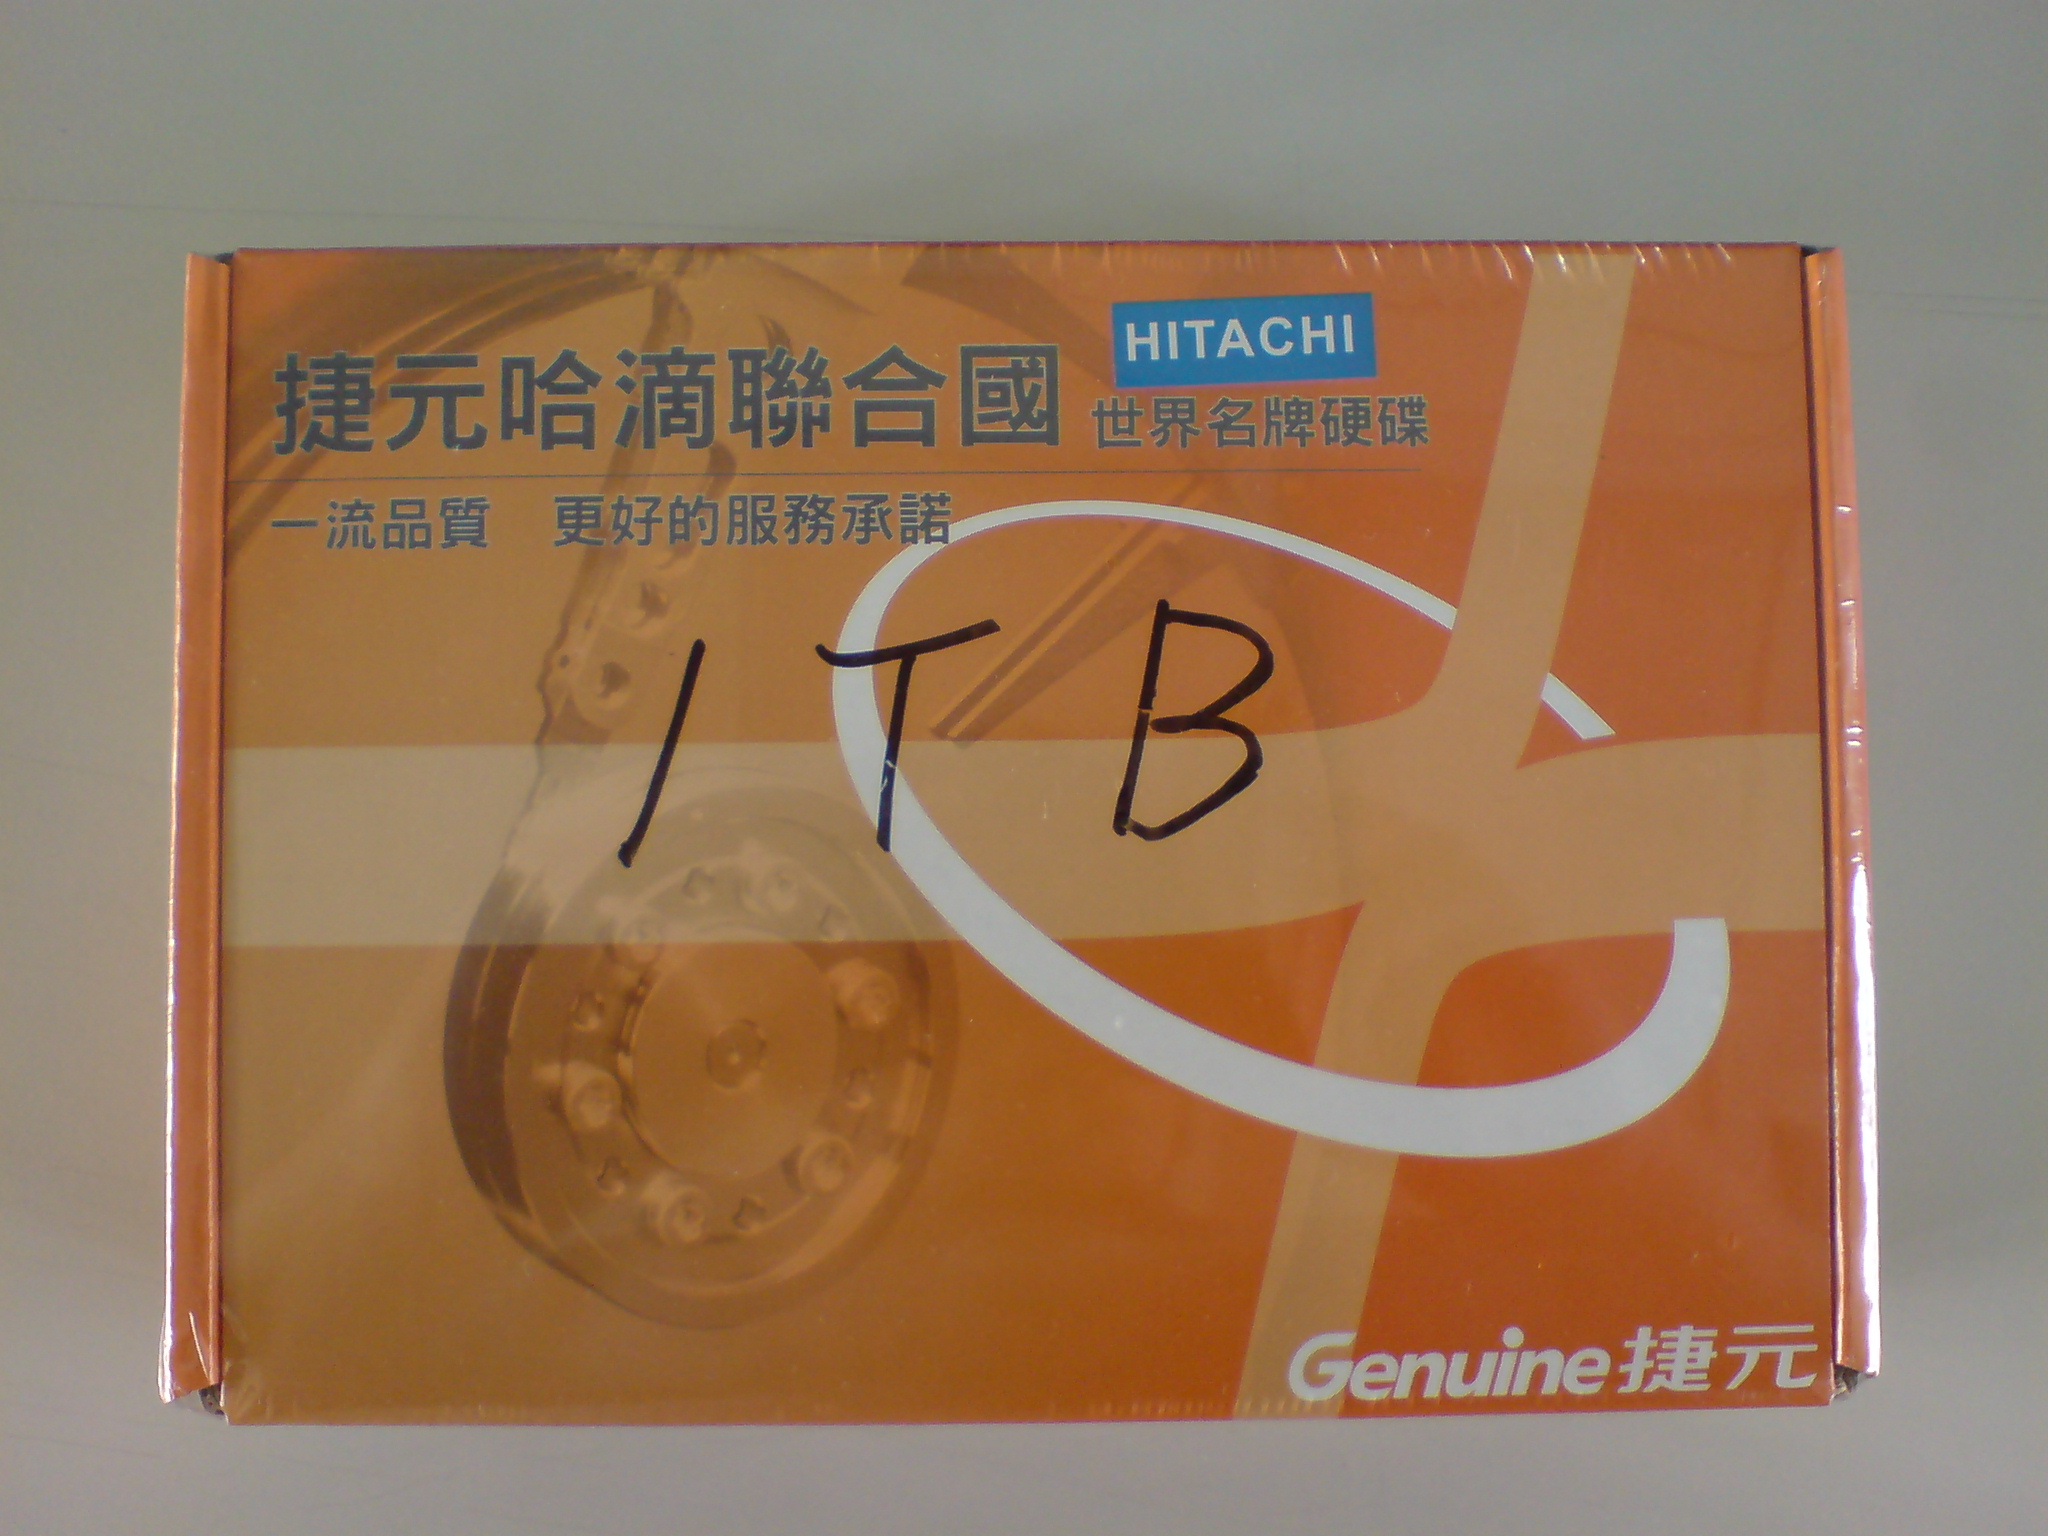 HITACHI
捷元哈滴聯合國 世界名牌硬碟
一流品質 更好的服務承諾
1 T B
Genuine捷元